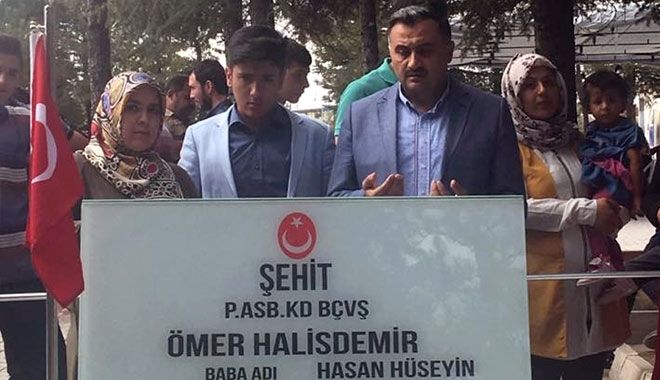 ŞEHİT
P.ASB.KD BÇVŞ
ÖMER HALİSDEMİR
BABA ADI HASAN HÜSEYİN